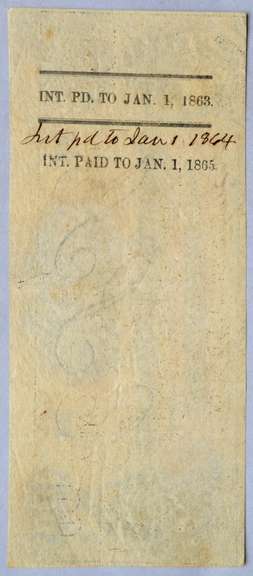 INT. PD. TO JAN. 1, 1863.
Int pd to Jan 1 1864
INT. PAID TO JAN. 1, 1865.